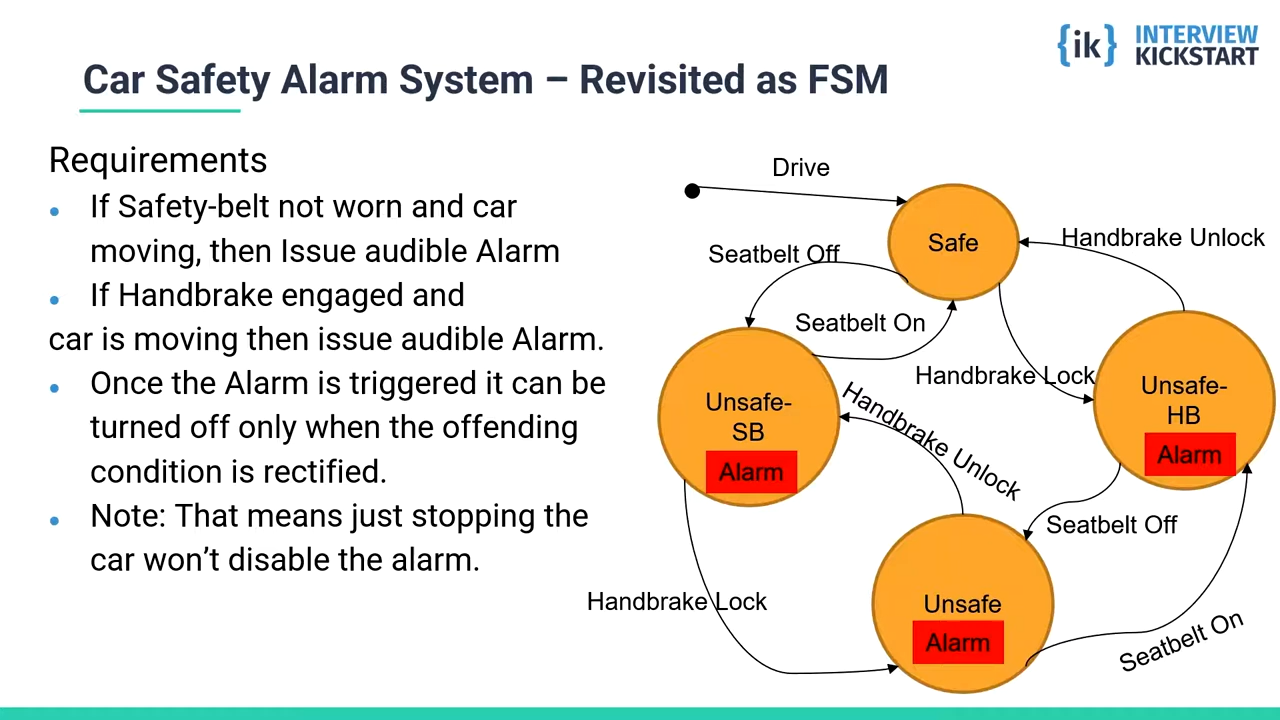 {ik} INTERVIEW
KICKSTART
Car Safety Alarm System – Revisited as FSM
Requirements
• If Safety-belt not worn and car
moving, then Issue audible Alarm
• If Handbrake engaged and
car is moving then issue audible Alarm.
• Once the Alarm is triggered it can be
turned off only when the offending
condition is rectified.
• Note: That means just stopping the
car won’t disable the alarm.
Drive
Safe
Handbrake Unlock
Seatbelt Off
Seatbelt On
Handbrake Lock
Unsafe-
SB
Alarm
Handbrake Unlock
Unsafe-
HB
Alarm
Seatbelt Off
Handbrake Lock
Unsafe
Alarm
Seatbelt On